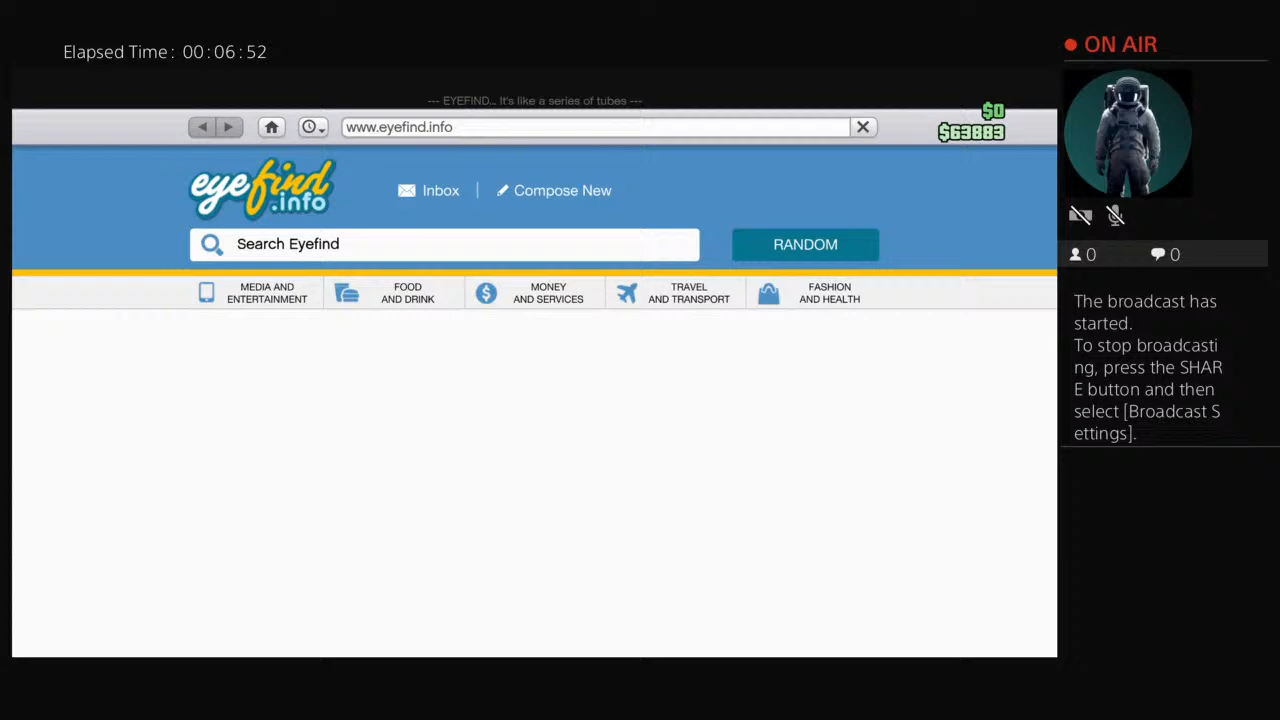 Elapsed Time: 00:06:52
ON AIR
--- EYEFIND... It's like a series of tubes ---
$0
www.eyefind.info
$63883
eyefind
.info
Inbox
Compose New
Search Eyefind
RANDOM
0
0
MEDIA AND
ENTERTAINMENT
FOOD
AND DRINK
MONEY
AND SERVICES
TRAVEL
AND TRANSPORT
FASHION
AND HEALTH
The broadcast has
started.
To stop broadcasti
ng, press the SHAR
E button and then
select [Broadcast S
ettings].